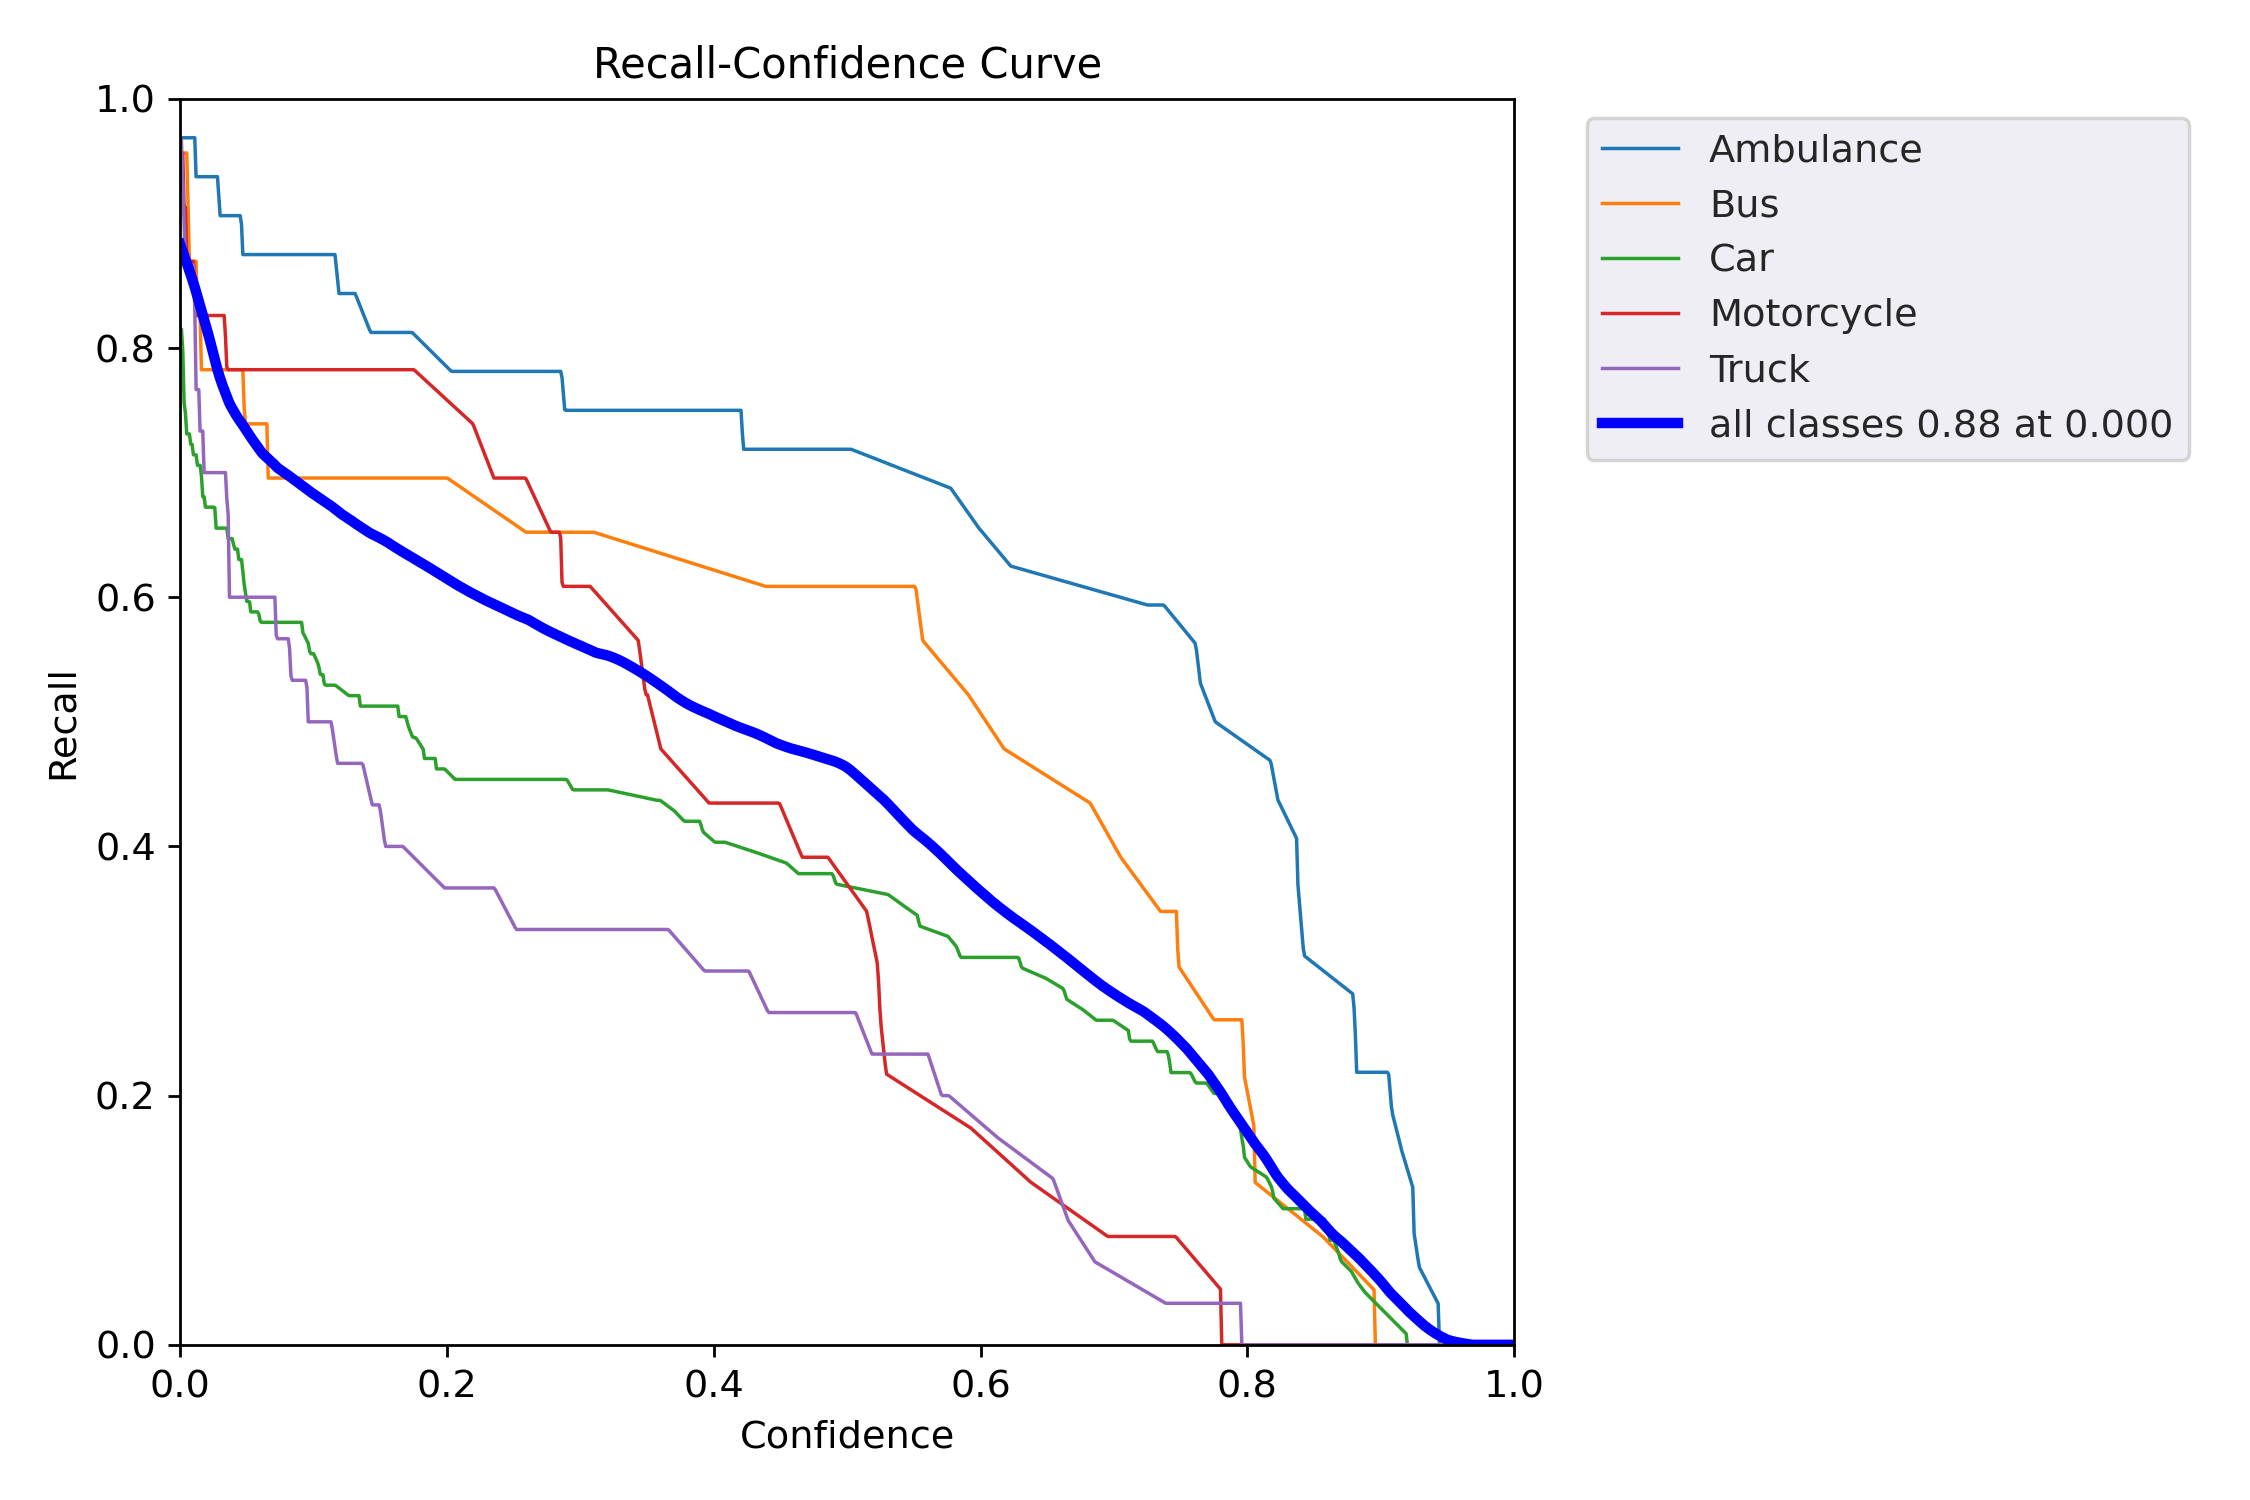 Recall-Confidence Curve
1.0
0.8
0.6
0.4
0.2
0.0
Recall
0.0 0.2 0.4 0.6 0.8 1.0
Confidence
Ambulance
Bus
Car
Motorcycle
Truck
all classes 0.88 at 0.000